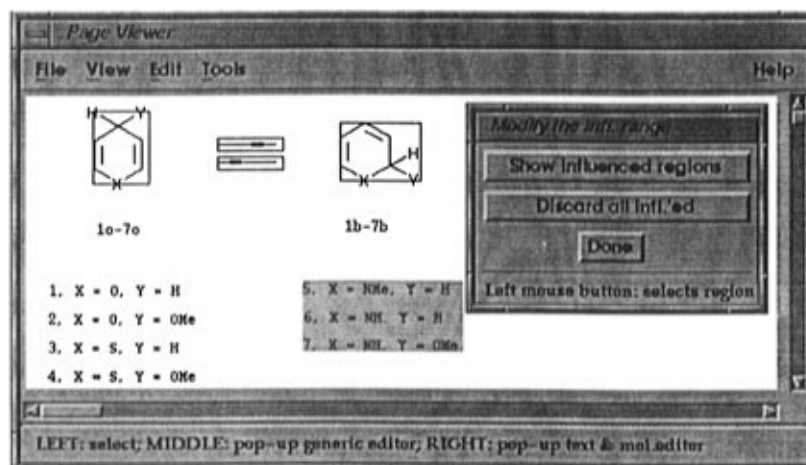 Page Viewer
File View Edit Tools Help
H Y
X
1o-7o
H
X Y
1b-7b
1, X = O, Y = H
2, X = O, Y = OMe
3, X = S, Y = H
4, X = S, Y = OMe
5, X = NMe, Y = H
6, X = NH, Y = H
7, X = NH, Y = OMe
Modify the infl. range
Show influenced regions
Discard all infl.'ed
Done
Left mouse button: selects region
LEFT: select; MIDDLE: pop-up generic editor; RIGHT: pop-up text & mol.editor